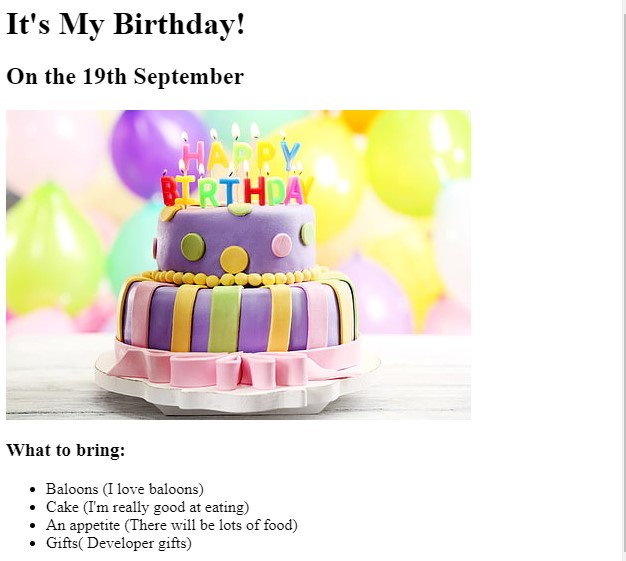 It's My Birthday!
On the 19th September
HAPPY
BIRTHDAY
What to bring:
Baloons (I love baloons)
Cake (I'm really good at eating)
An appetite (There will be lots of food)
Gifts( Developer gifts)